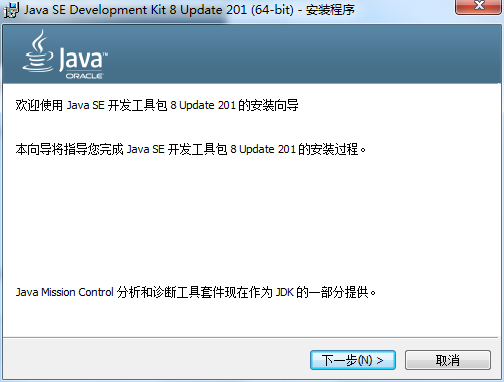 Java SE Development Kit 8 Update 201 (64-bit) - 安装程序
Java™
ORACLE
欢迎使用 Java SE 开发工具包 8 Update 201 的安装向导
本向导将指导您完成 Java SE 开发工具包 8 Update 201 的安装过程。
Java Mission Control 分析和诊断工具套件现在作为 JDK 的一部分提供。
下一步(N) >
取消